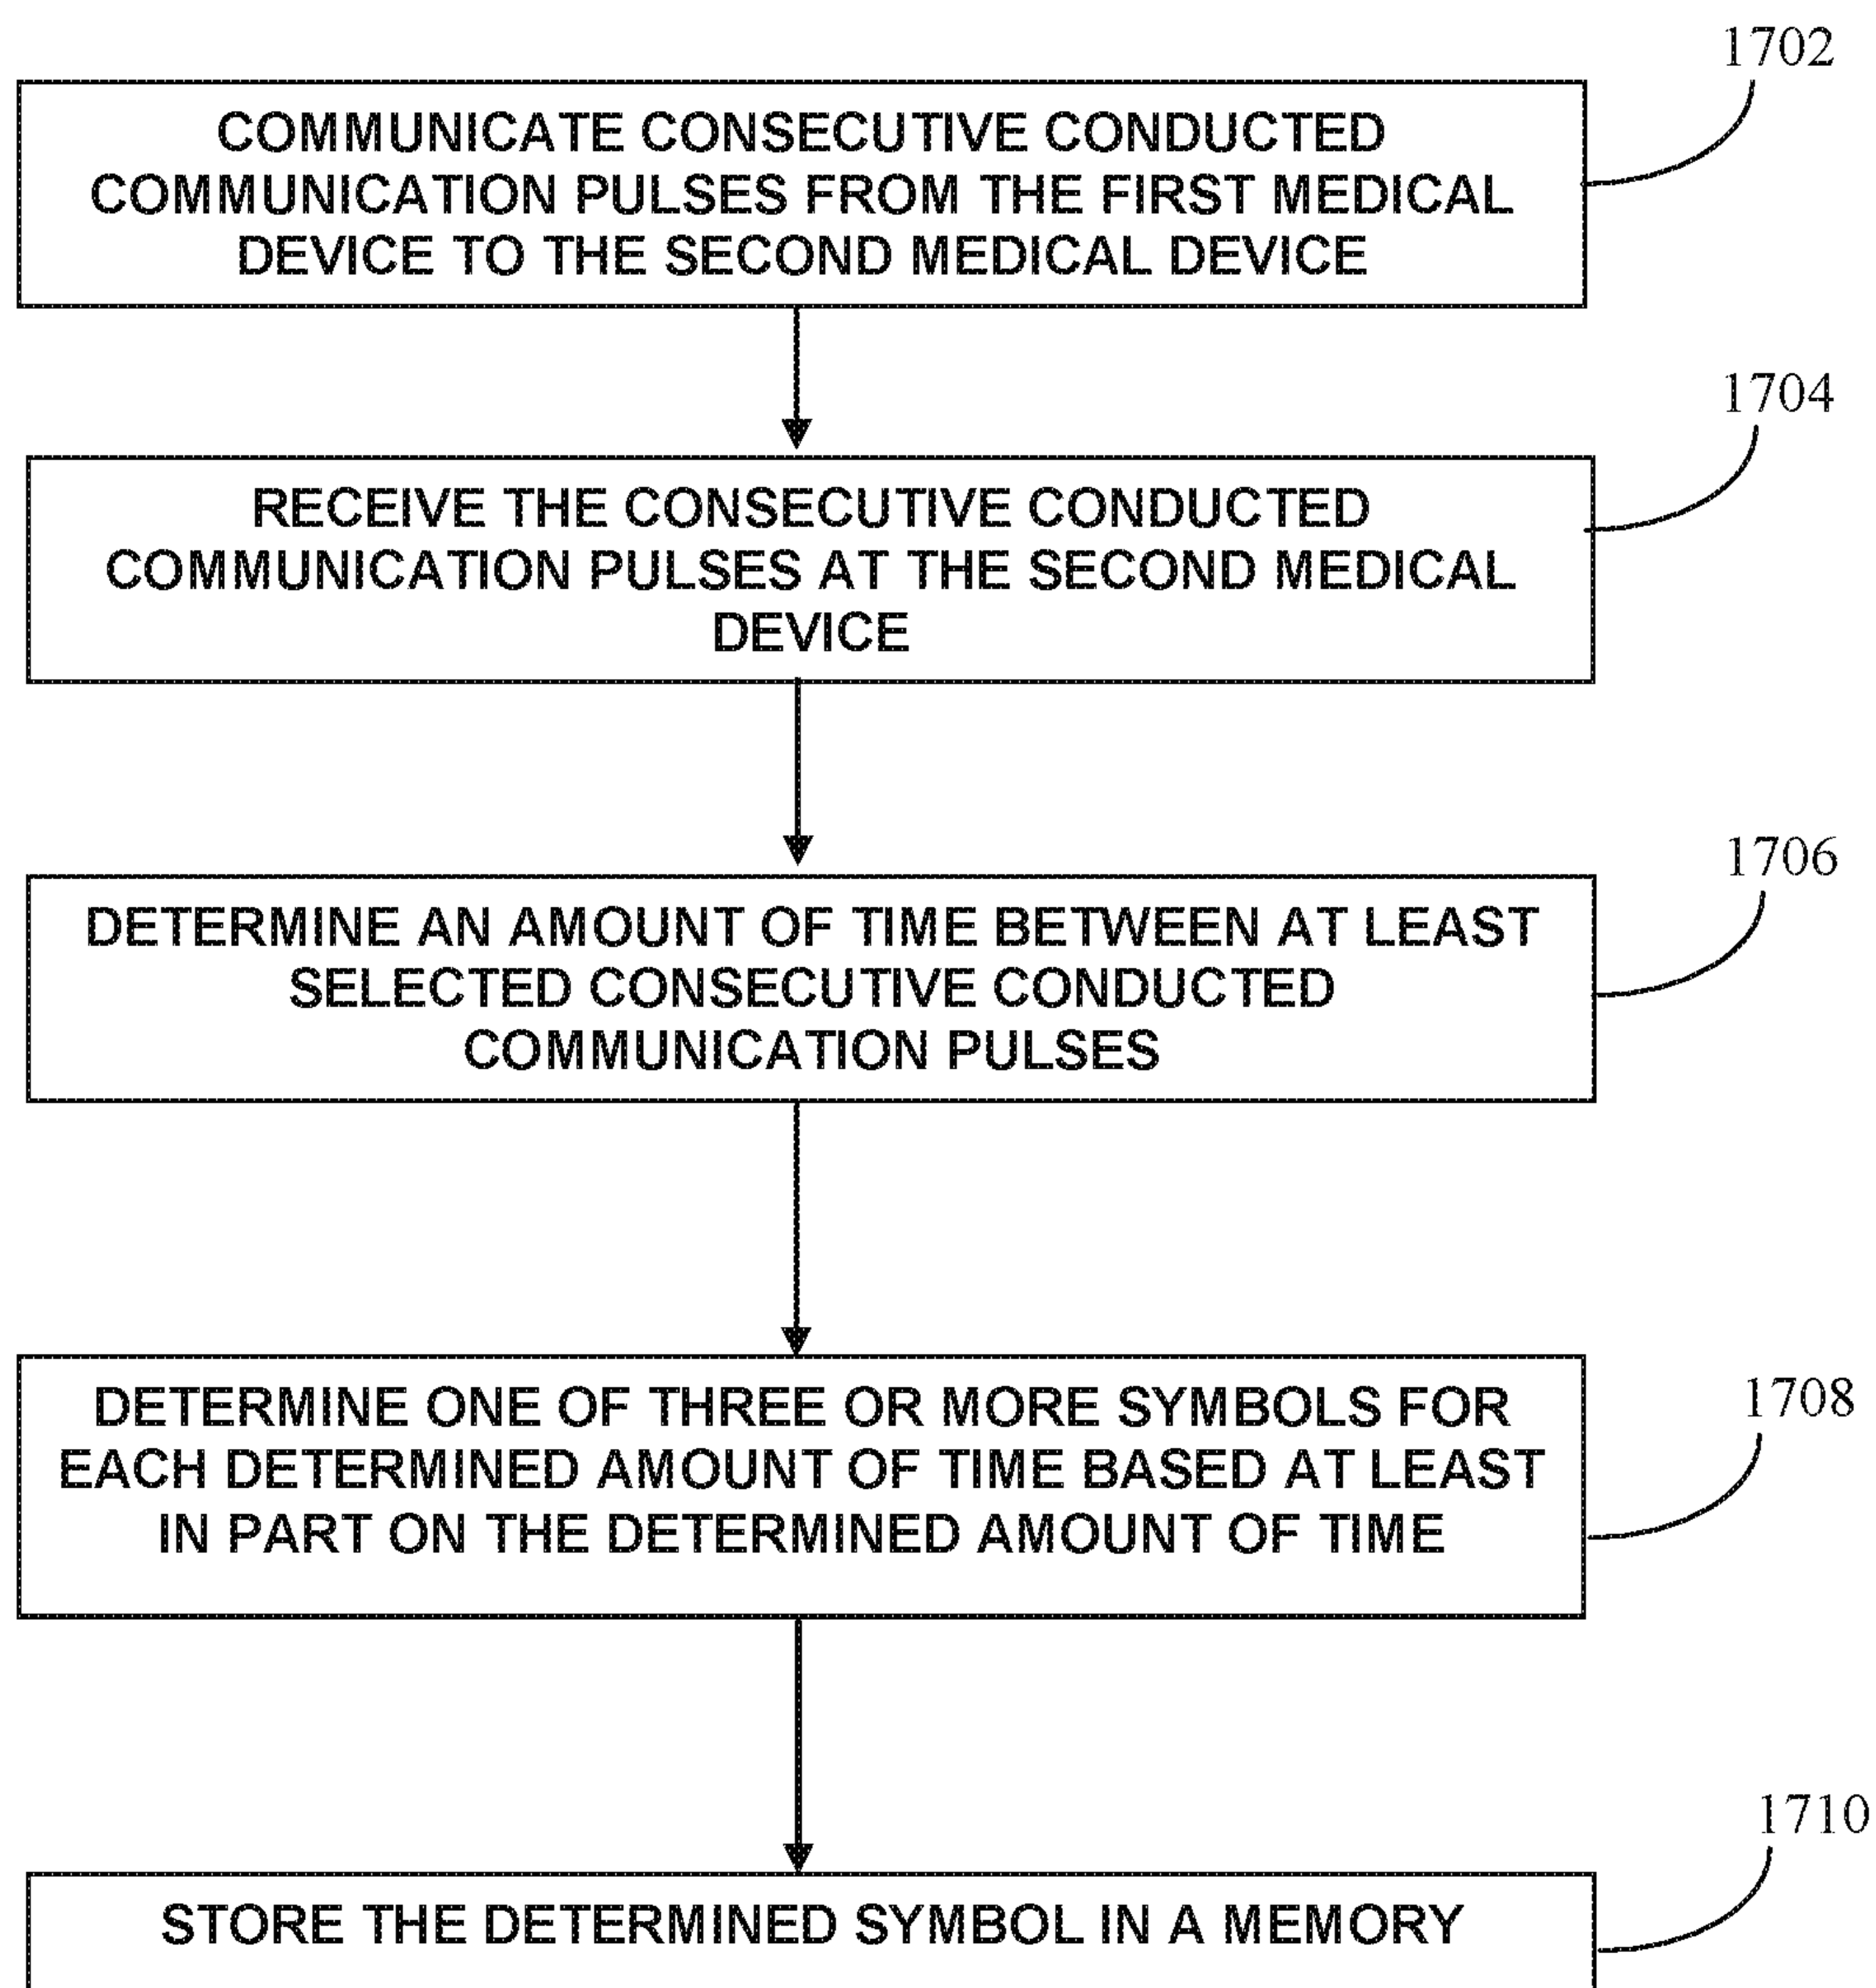 1702
COMMUNICATE CONSECUTIVE CONDUCTED
COMMUNICATION PULSES FROM THE FIRST MEDICAL
DEVICE TO THE SECOND MEDICAL DEVICE
1704
RECEIVE THE CONSECUTIVE CONDUCTED
COMMUNICATION PULSES AT THE SECOND MEDICAL
DEVICE
1706
DETERMINE AN AMOUNT OF TIME BETWEEN AT LEAST
SELECTED CONSECUTIVE CONDUCTED
COMMUNICATION PULSES
1708
DETERMINE ONE OF THREE OR MORE SYMBOLS FOR
EACH DETERMINED AMOUNT OF TIME BASED AT LEAST
IN PART ON THE DETERMINED AMOUNT OF TIME
1710
STORE THE DETERMINED SYMBOL IN A MEMORY